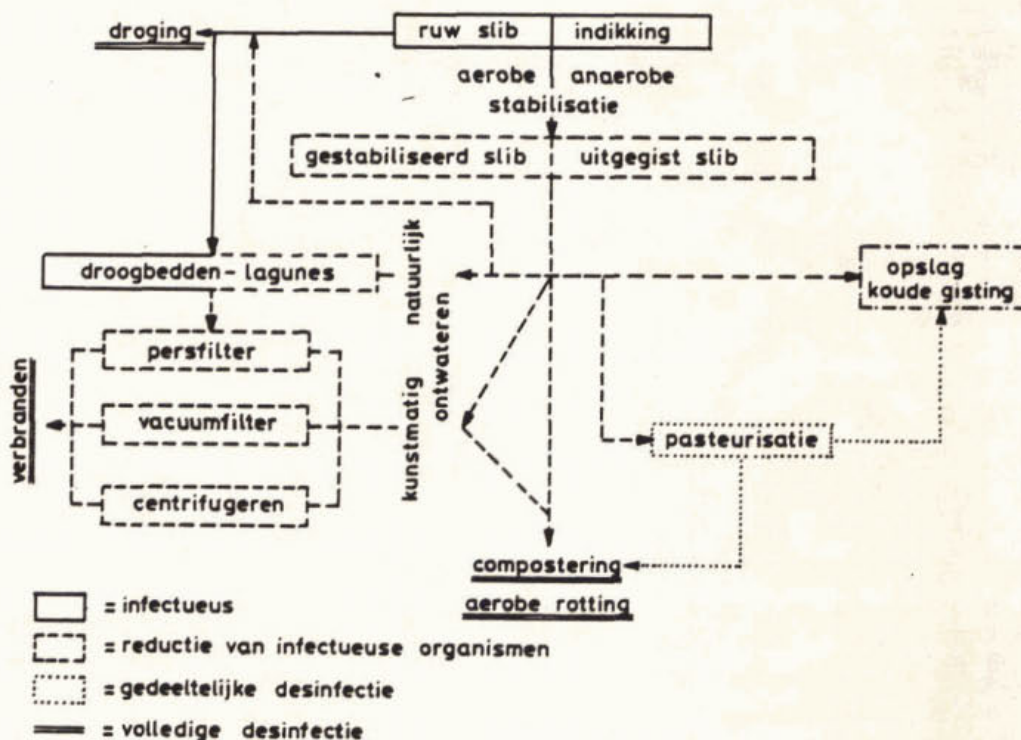 droging
ruw slib
indikking
aerobe anaerobe
stabilisatie
gestabiliseerd slib
uitgegist slib
droogbedden-lagunes
natuurlijk
kunstmatig
ontwateren
opslag
koude gisting
persfilter
vacuumfilter
centrifugeren
verbranden
pasteurisatie
compostering
aerobe rotting
= infectueus
= reductie van infectueuse organismen
= gedeeltelijke desinfectie
= volledige desinfectie